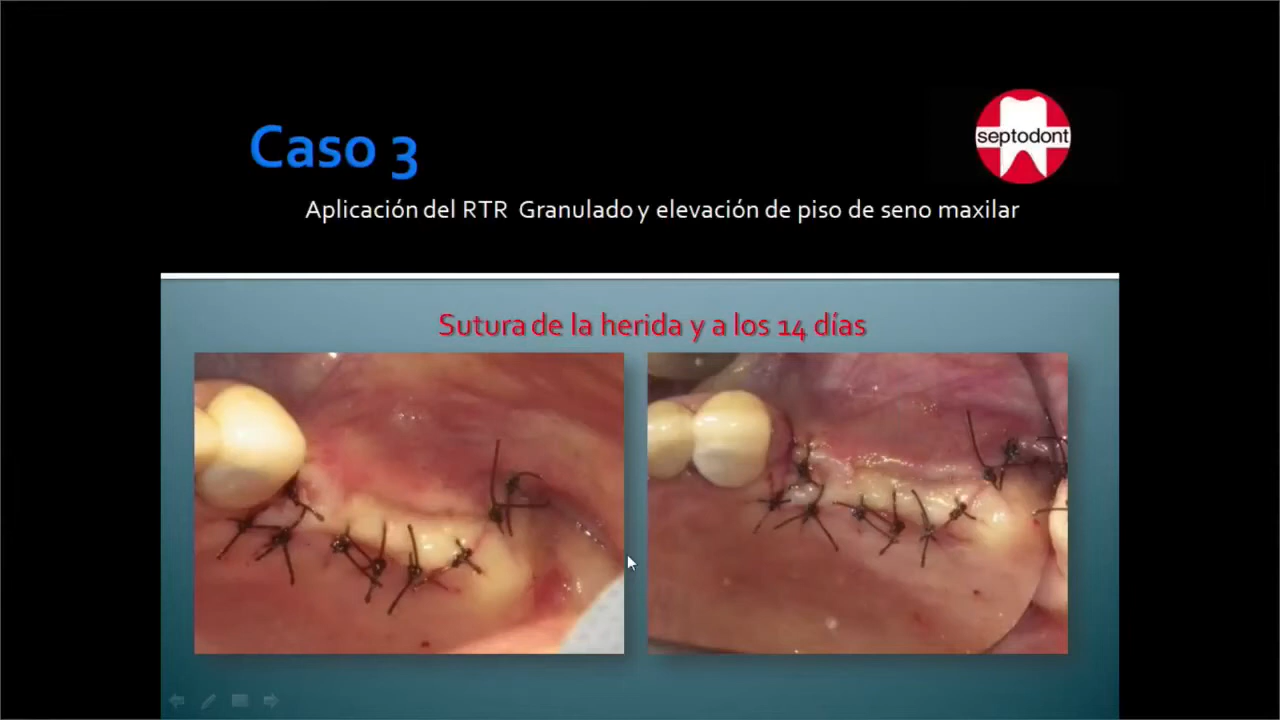 Caso 3
septodont
Aplicación del RTR Granulado y elevación de piso de seno maxilar
Sutura de la herida y a los 14 días